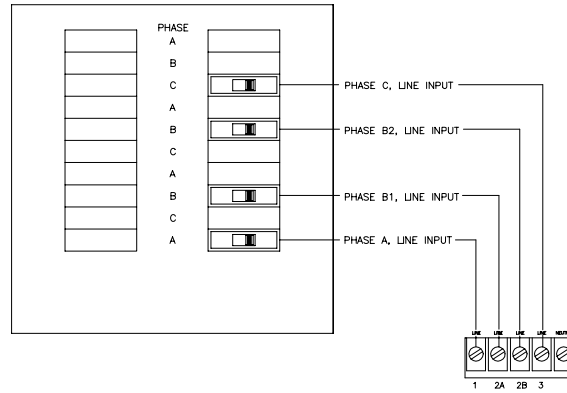 PHASE
A
B
C
A
B
C
A
B
C
A
PHASE C, LINE INPUT
PHASE B2, LINE INPUT
PHASE B1, LINE INPUT
PHASE A, LINE INPUT
LINE LINE LINE LINE
1 2A 2B 3